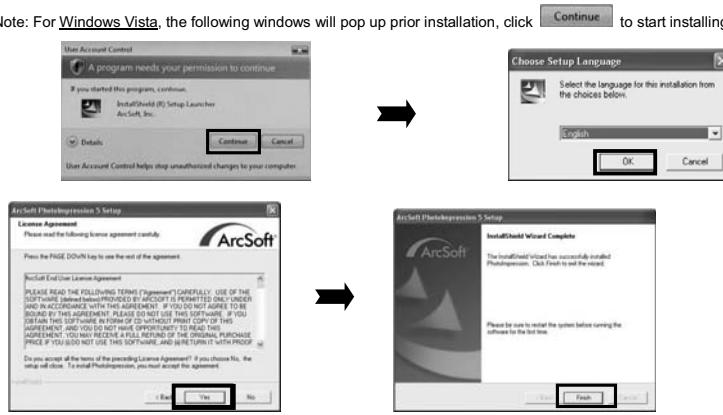 Note: For Windows Vista, the following windows will pop up prior installation, click Continue to start installing
User Account Control
A program needs your permission to continue
If you started this program, continue.
InstallShield (R) Setup Launcher
ArcSoft, Inc.
Details
Continue
Cancel
User Account Control helps stop unauthorized changes to your computer.
Choose Setup Language
Select the language for this installation from
the choices below.
English
OK
Cancel
ArcSoft PhotoImpression 5 Setup
License Agreement
Please read the following license agreement carefully.
ArcSoft
Press the PAGE DOWN key to see the rest of the agreement.
ArcSoft End User License Agreement
PLEASE READ THE FOLLOWING TERMS ("Agreement") CAREFULLY. USE OF THE
SOFTWARE (defined below) PROVIDED BY ARCSOFT IS PERMITTED ONLY UNDER
AND IN ACCORDANCE WITH THIS AGREEMENT. IF YOU DO NOT AGREE TO BE
BOUND BY THIS AGREEMENT, PLEASE DO NOT USE THIS SOFTWARE. IF YOU
OBTAIN THIS SOFTWARE IN FORM OF CD WITHOUT PRINT COPY OF THIS
AGREEMENT, AND YOU DO NOT HAVE OPPORTUNITY TO READ THIS
AGREEMENT, YOU MAY RECEIVE A FULL REFUND OF THE ORIGINAL PURCHASE
PRICE IF YOU (i) DO NOT USE THIS SOFTWARE, AND (ii) RETURN IT WITH PROOF
Do you accept all the terms of the preceding License Agreement? If you choose No, the
setup will close. To install PhotoImpression, you must accept this agreement.
InstallShield
< Back
Yes
No
ArcSoft PhotoImpression 5 Setup
ArcSoft
InstallShield Wizard Complete
The InstallShield Wizard has successfully installed
PhotoImpression. Click Finish to exit the wizard.
Please be sure to restart the system before running the
software for the first time.
< Back
Finish
Cancel